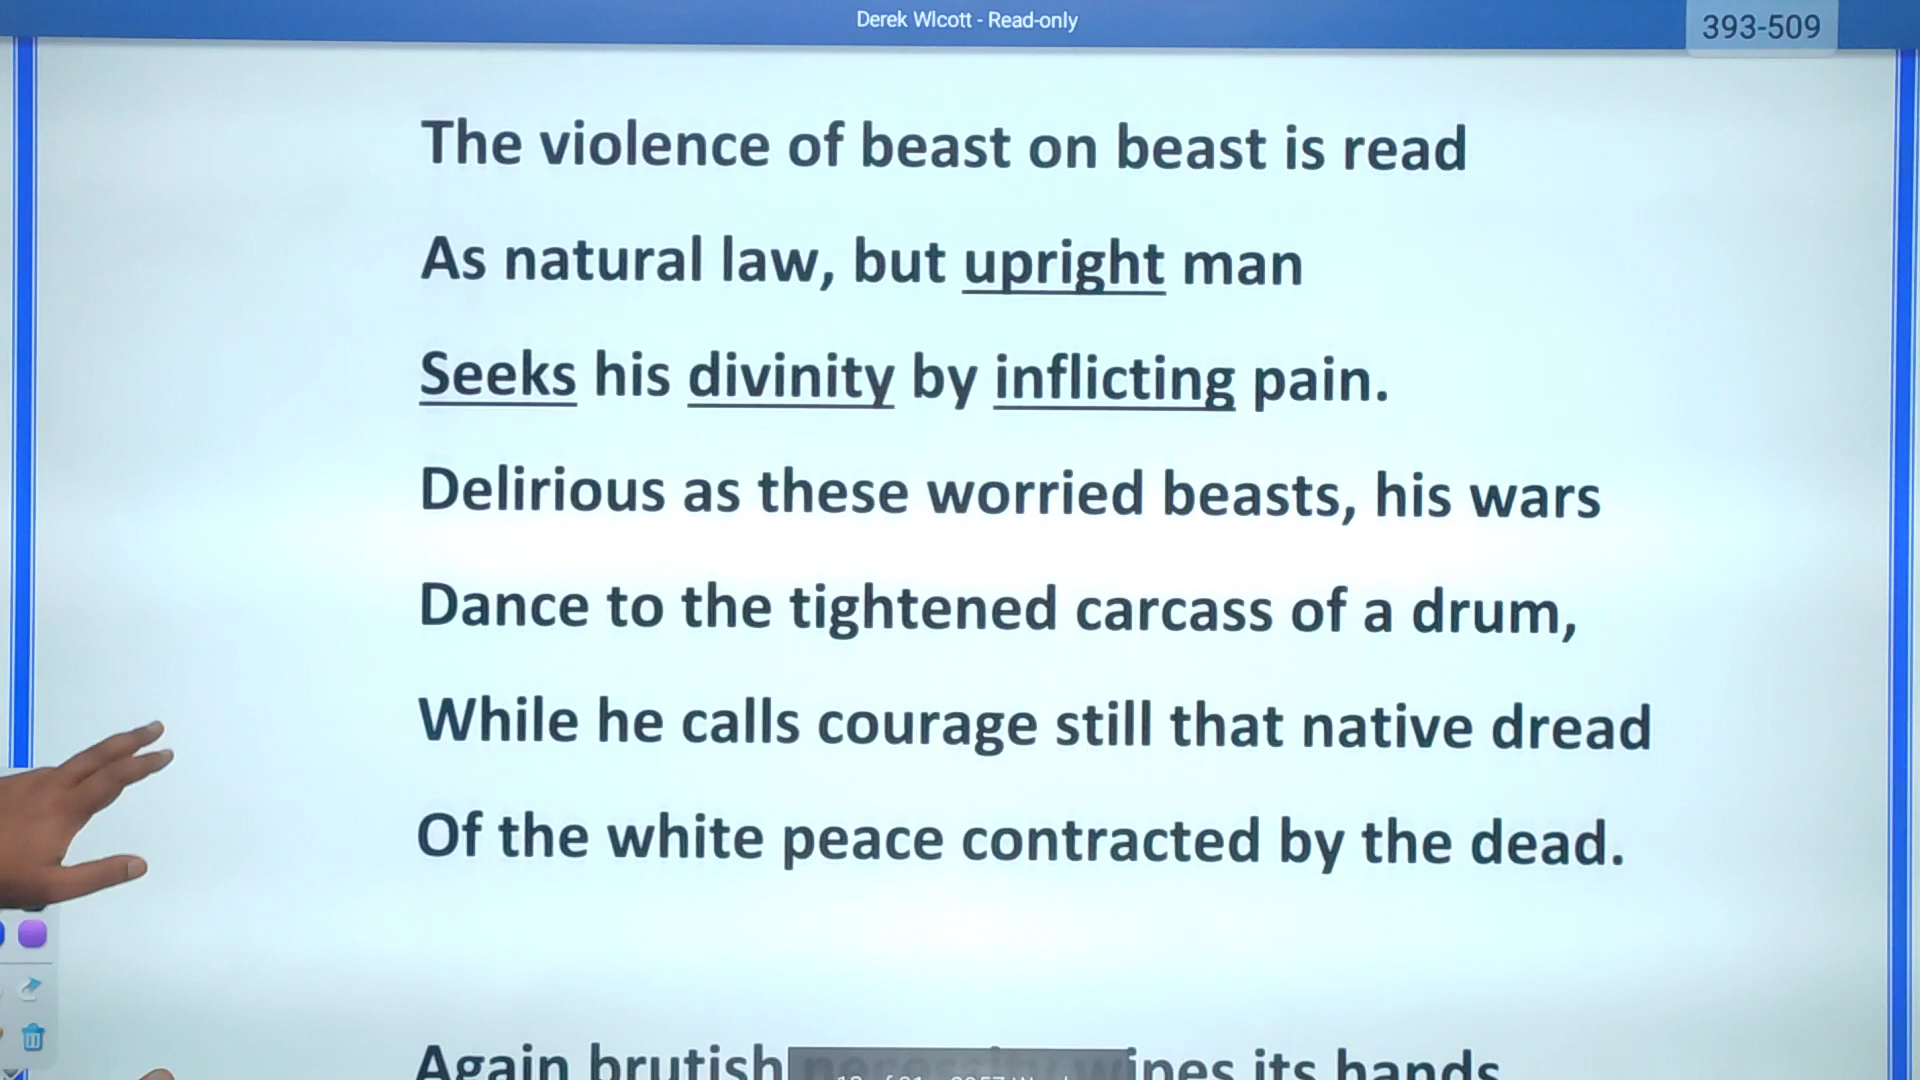 Derek Wlcott - Read-only
393-509
The violence of beast on beast is read
As natural law, but upright man
Seeks his divinity by inflicting pain.
Delirious as these worried beasts, his wars
Dance to the tightened carcass of a drum,
While he calls courage still that native dread
Of the white peace contracted by the dead.
Again brutish necessity wipes its hands